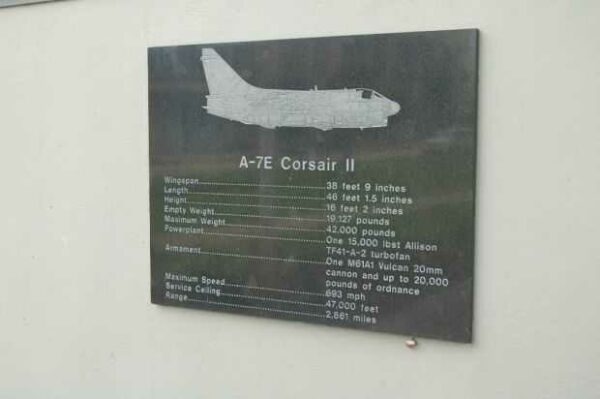 A-7E Corsair II
Wingspan........................38 feet 9 inches
Length........................46 feet 1.5 inches
Height........................16 feet 2 inches
Empty Weight........................19,127 pounds
Maximum Weight........................42,000 pounds
Powerplant........................One 15,000 lbst Allison
TF41-A-2 turbofan
Armament........................One M61A1 Vulcan 20mm
cannon and up to 20,000
pounds of ordnance
Maximum Speed........................693 mph
Service Ceiling........................47,000 feet
Range........................2,861 miles